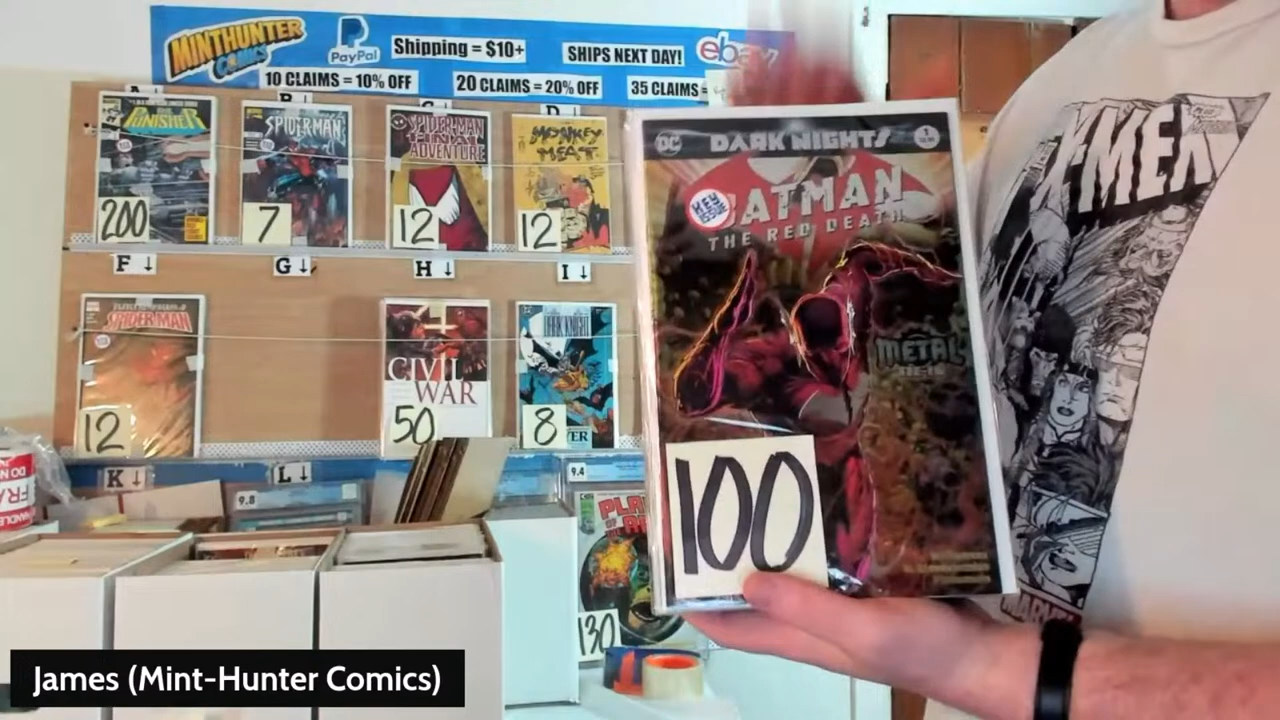 MINTHUNTER
COMICS
PayPal
Shipping = $10+
SHIPS NEXT DAY!
ebay
10 CLAIMS = 10% OFF
20 CLAIMS = 20% OFF
35 CLAIMS =
A
B
C
D
PUNISHER
200
SPIDER-MAN
7
SPIDER-MAN
FINAL
ADVENTURE
12
MONKEY
MEAT
12
F ↓
G ↓
H ↓
I ↓
SPIDER-MAN
12
CIVIL
WAR
50
DARK KNIGHT
8
K ↓
L ↓
9.8
9.4
130
DC
DARK NIGHTS
1
BATMAN
THE RED DEATH
METAL
100
X-MEN
MARVEL
James (Mint-Hunter Comics)